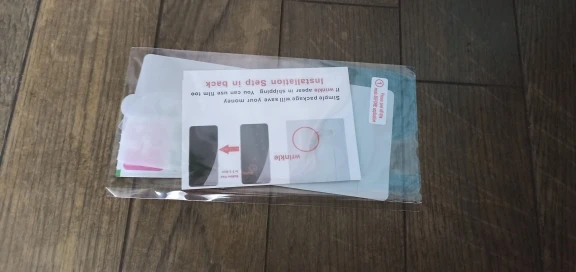 Simple package will save your money
If wrinkle apear in shipping. You can use film too
Installation Setp in back
wrinkle